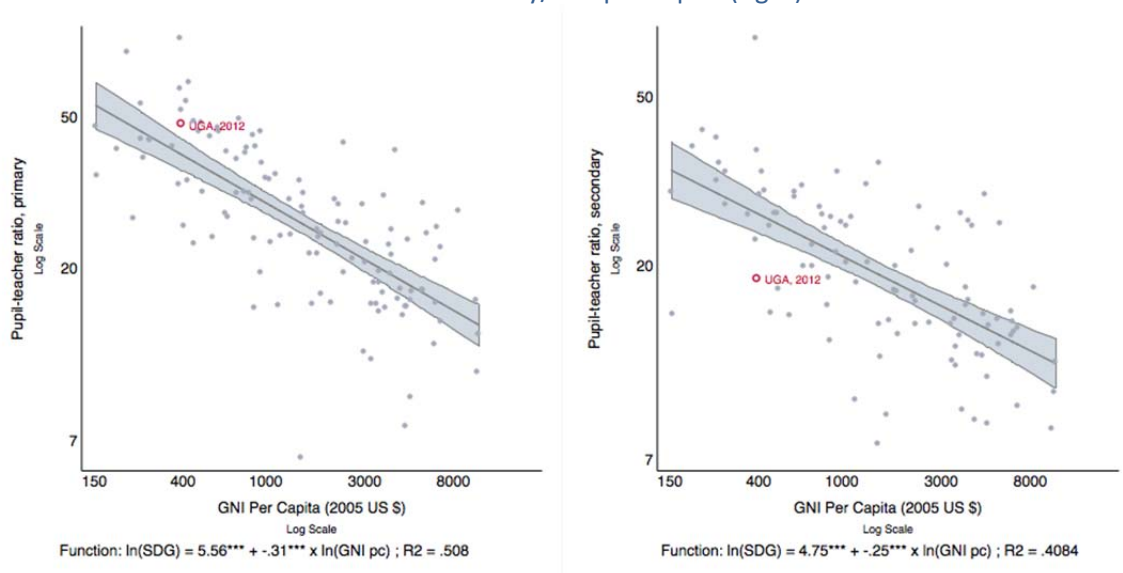 Pupil-teacher ratio, primary
Log Scale
50
20
7
UGA, 2012
150 400 1000 3000 8000
GNI Per Capita (2005 US $)
Log Scale
Function: ln(SDG) = 5.56*** + -.31*** x ln(GNI pc) ; R2 = .508
Pupil-teacher ratio, secondary
Log Scale
50
20
7
UGA, 2012
150 400 1000 3000 8000
GNI Per Capita (2005 US $)
Log Scale
Function: ln(SDG) = 4.75*** + -.25*** x ln(GNI pc) ; R2 = .4084